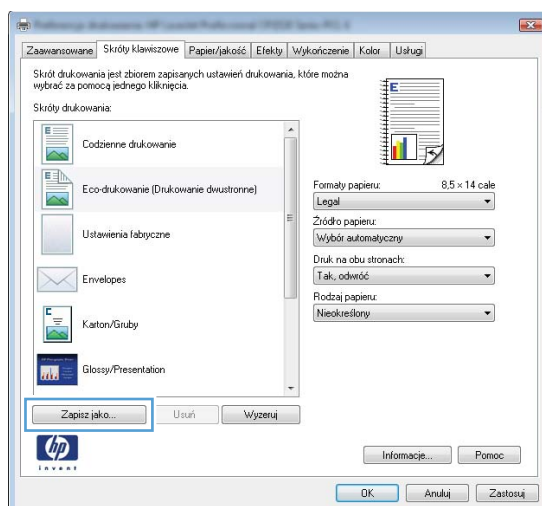 Zaawansowane Skróty klawiszowe Papier/jakość Efekty Wykończenie Kolor Usługi
Skrót drukowania jest zbiorem zapisanych ustawień drukowania, które można
wybrać za pomocą jednego kliknięcia.
Skróty drukowania:
Codzienne drukowanie
Eco-drukowanie (Drukowanie dwustronne)
Ustawienia fabryczne
Envelopes
Karton/Gruby
Glossy/Presentation
Zapisz jako...
Usuń
Wyzeruj
E
Formaty papieru: 8,5 × 14 cale
Legal
Źródło papieru:
Wybór automatyczny
Druk na obu stronach:
Tak, odwróć
Rodzaj papieru:
Nieokreślony
hp
invent
Informacje...
Pomoc
OK
Anuluj
Zastosuj